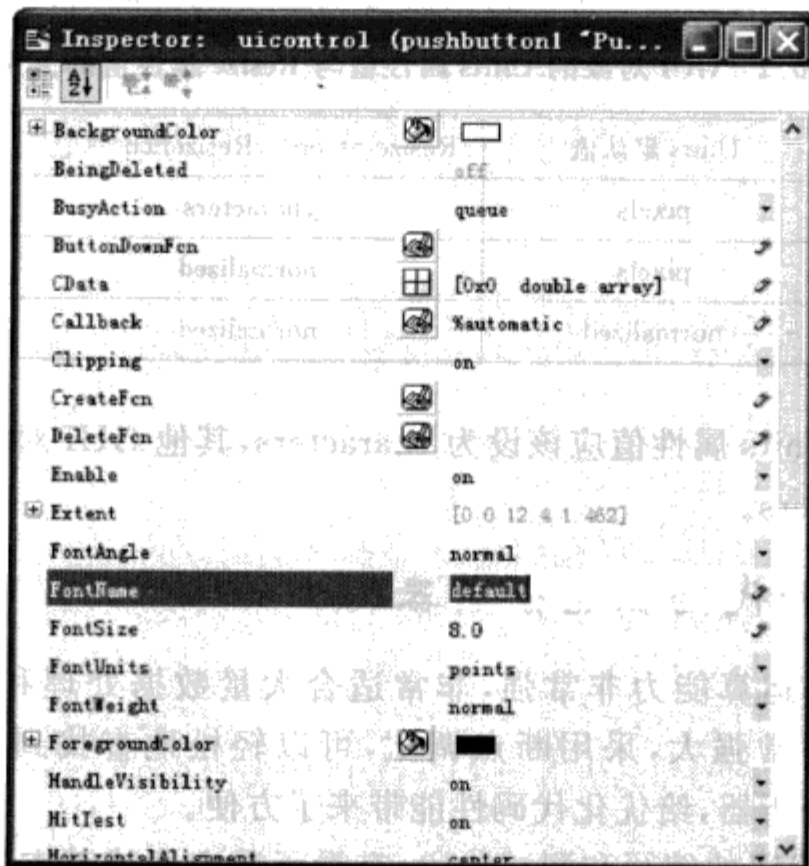 Inspector: uicontrol (pushbutton1 "Pu...
BackgroundColor
BeingDeleted off
BusyAction queue
ButtonDownFcn
CData [0x0 double array]
Callback %automatic
Clipping on
CreateFcn
DeleteFcn
Enable on
Extent [0 0 12.4 1.462]
FontAngle normal
FontName default
FontSize 8.0
FontUnits points
FontWeight normal
ForegroundColor
HandleVisibility on
HitTest on
HorizontalAlignment center